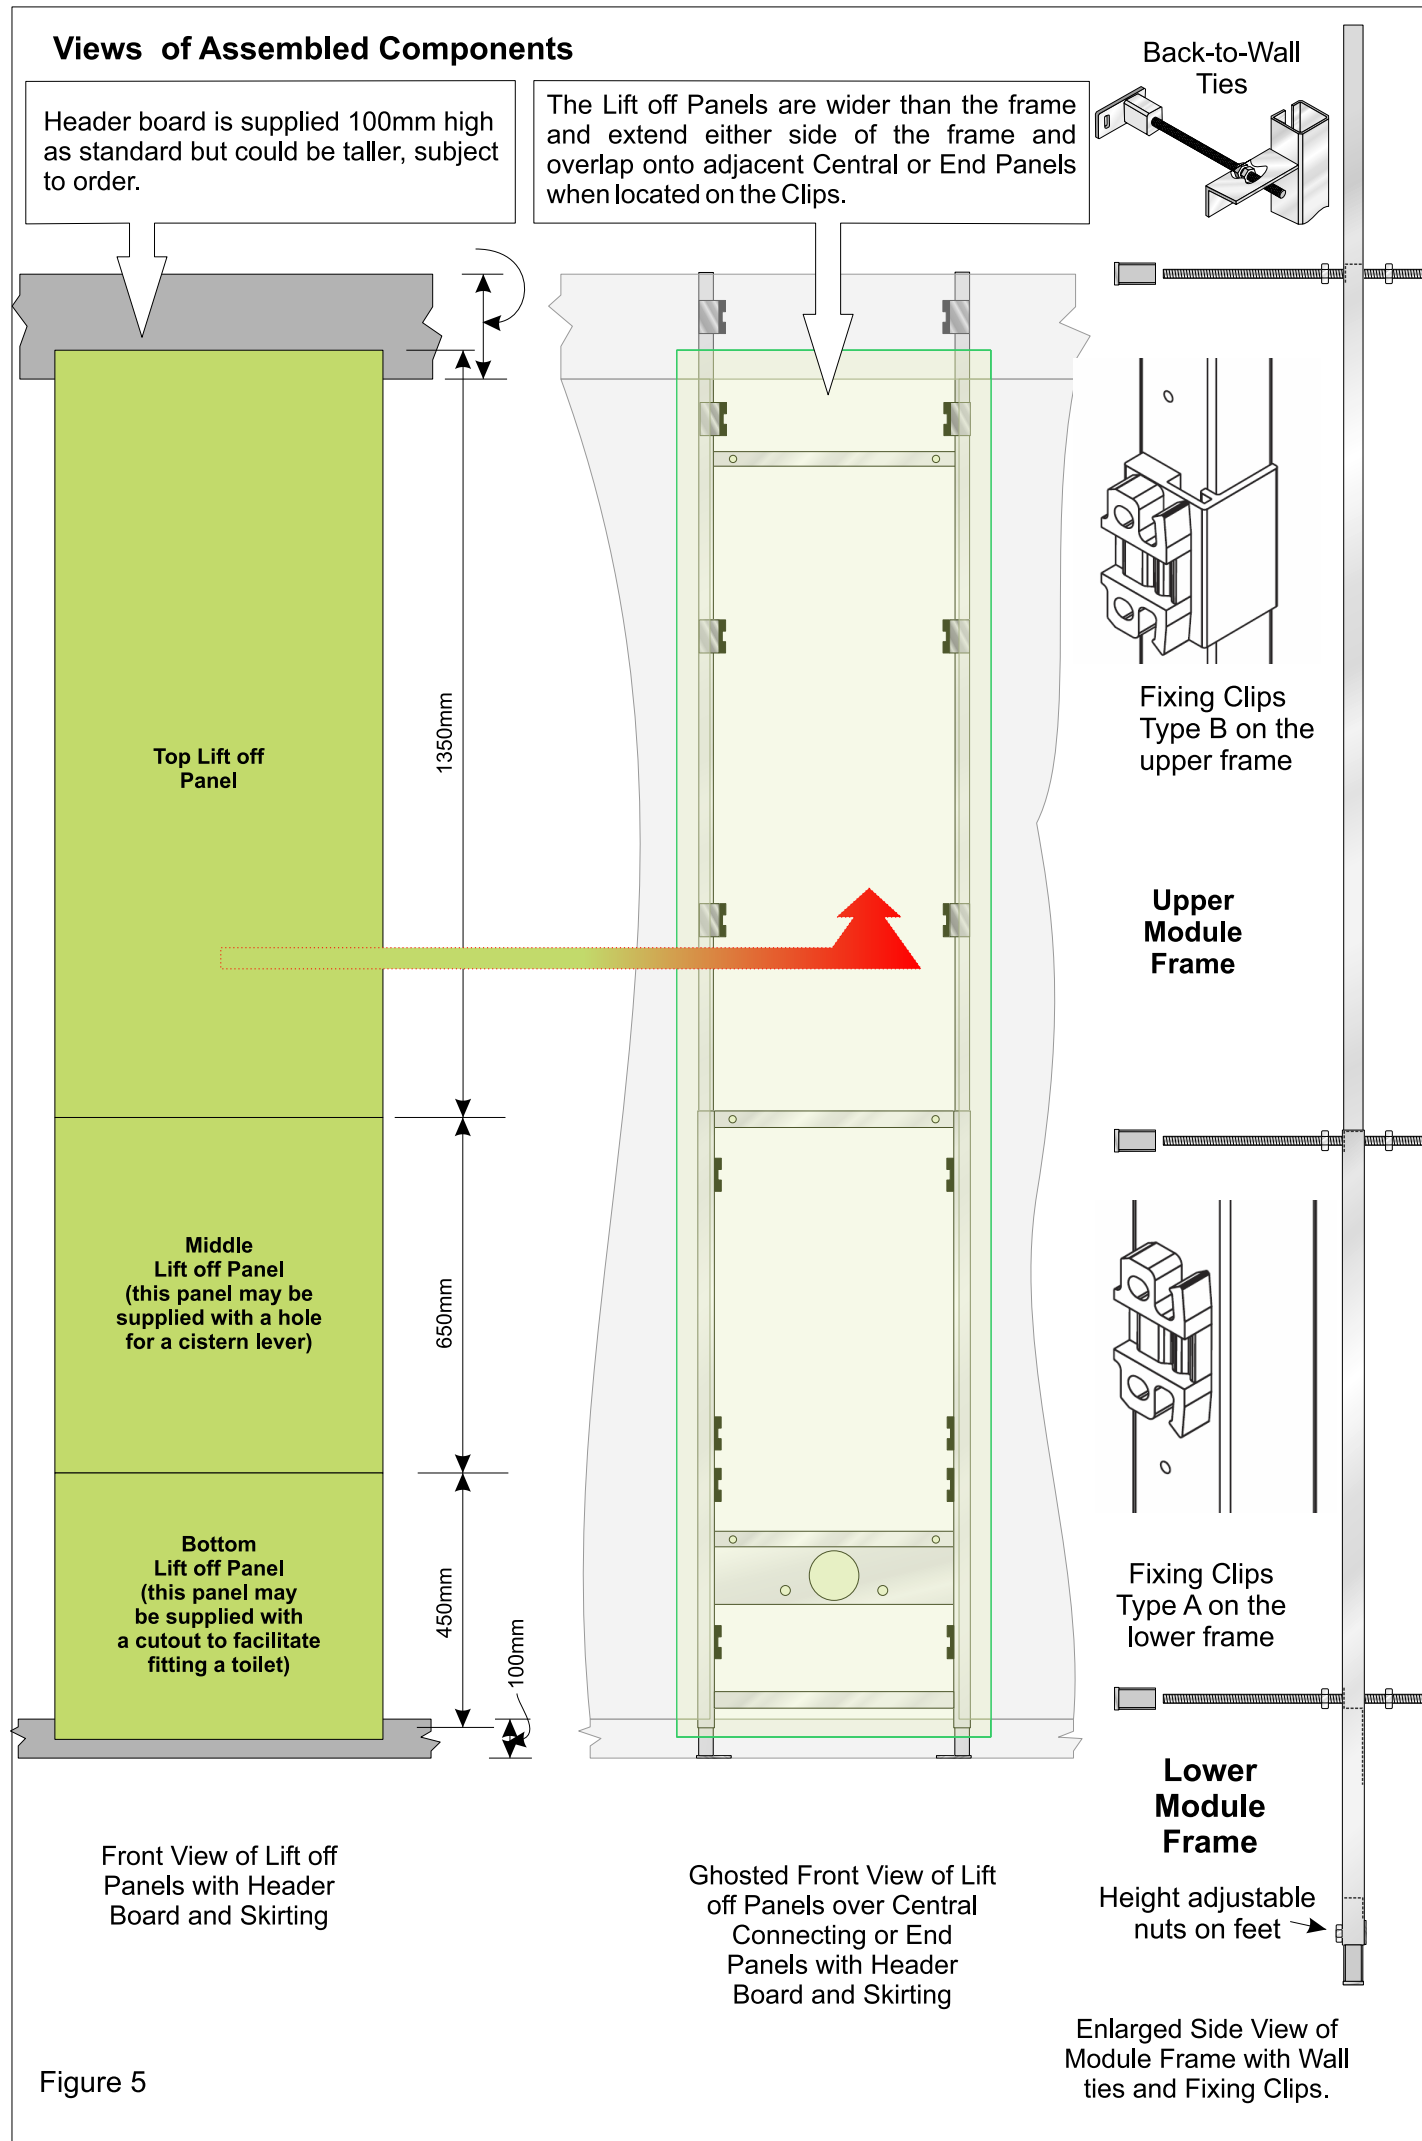 Views of Assembled Components
Header board is supplied 100mm high
as standard but could be taller, subject
to order.
The Lift off Panels are wider than the frame
and extend either side of the frame and
overlap onto adjacent Central or End Panels
when located on the Clips.
Back-to-Wall
Ties
Top Lift off
Panel
1350mm
Fixing Clips
Type B on the
upper frame
Upper
Module
Frame
Middle
Lift off Panel
(this panel may be
supplied with a hole
for a cistern lever)
650mm
Bottom
Lift off Panel
(this panel may
be supplied with
a cutout to facilitate
fitting a toilet)
450mm
100mm
Fixing Clips
Type A on the
lower frame
Lower
Module
Frame
Height adjustable
nuts on feet
Front View of Lift off
Panels with Header
Board and Skirting
Ghosted Front View of Lift
off Panels over Central
Connecting or End
Panels with Header
Board and Skirting
Enlarged Side View of
Module Frame with Wall
ties and Fixing Clips.
Figure 5